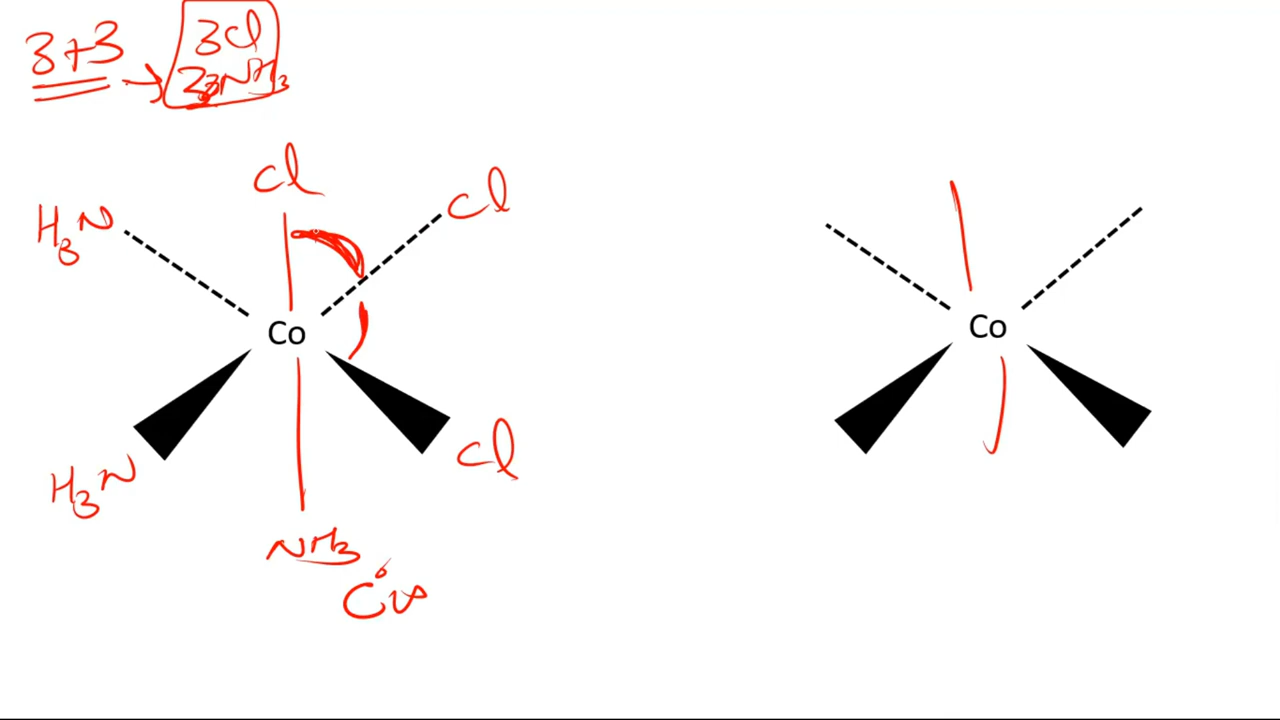 3+3 → 3Cl
3NH3
Cl
H3N Cl
Co Co
H3N Cl
NH3
Cis